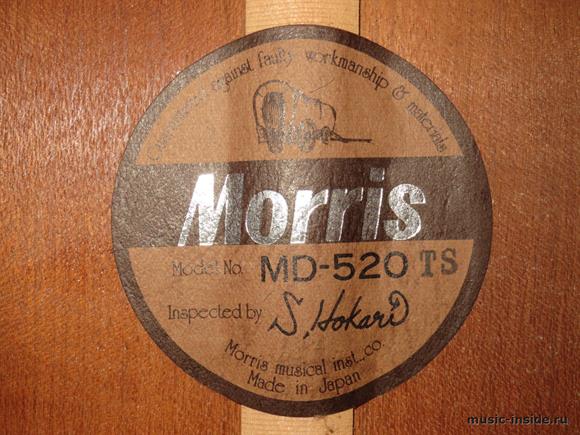 Guaranteed against faulty workmanship & materials
Morris
Model No. MD-520 TS
Inspected by S. Hokari
Morris musical inst., co.
Made in Japan
music-inside.ru